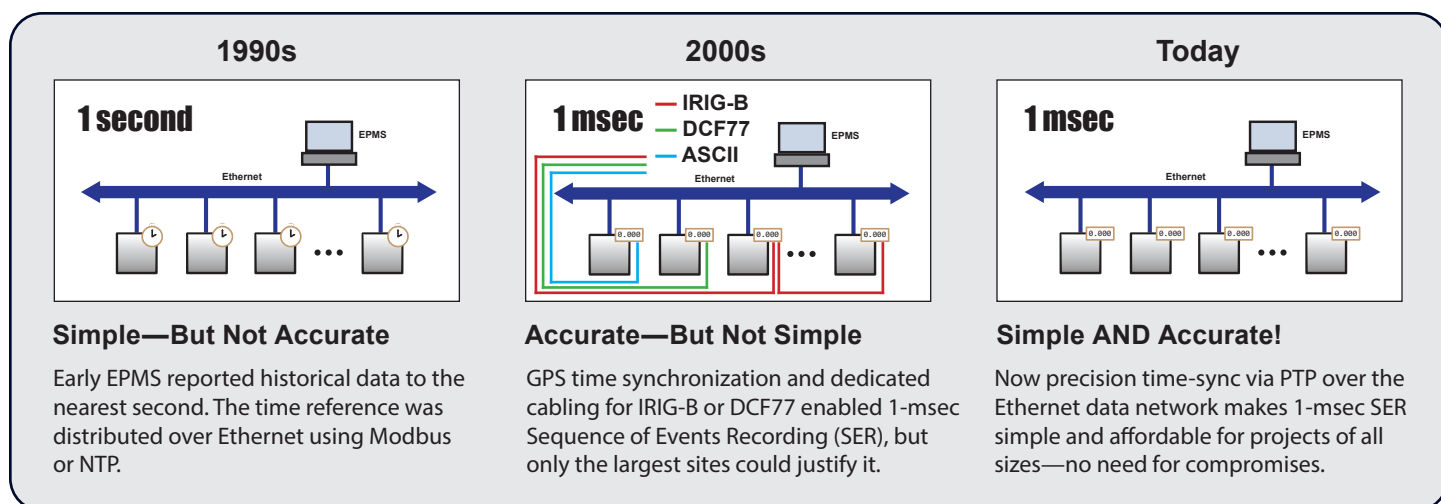 1990s
1 second
EPMS
Ethernet
Simple—But Not Accurate
Early EPMS reported historical data to the
nearest second. The time reference was
distributed over Ethernet using Modbus
or NTP.
2000s
1 msec
IRIG-B
DCF77
ASCII
EPMS
Ethernet
0.000
0.000
0.000
0.000
Accurate—But Not Simple
GPS time synchronization and dedicated
cabling for IRIG-B or DCF77 enabled 1-msec
Sequence of Events Recording (SER), but
only the largest sites could justify it.
Today
1 msec
EPMS
Ethernet
0.000
0.000
0.000
0.000
Simple AND Accurate!
Now precision time-sync via PTP over the
Ethernet data network makes 1-msec SER
simple and affordable for projects of all
sizes—no need for compromises.